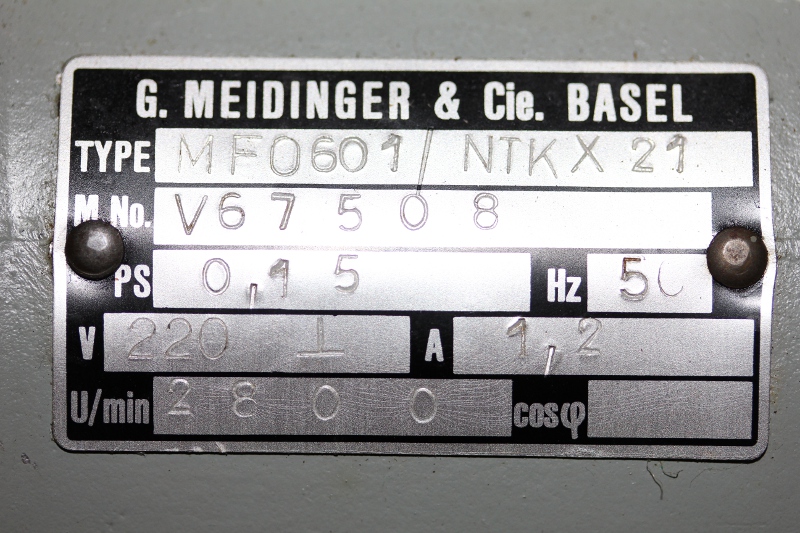 G. MEIDINGER & Cie. BASEL
TYPE MF0601/NTKX 21
M.No. V67508
PS 0,15 Hz 50
V 220 ⊥ A 1,2
U/min 2800 cosφ